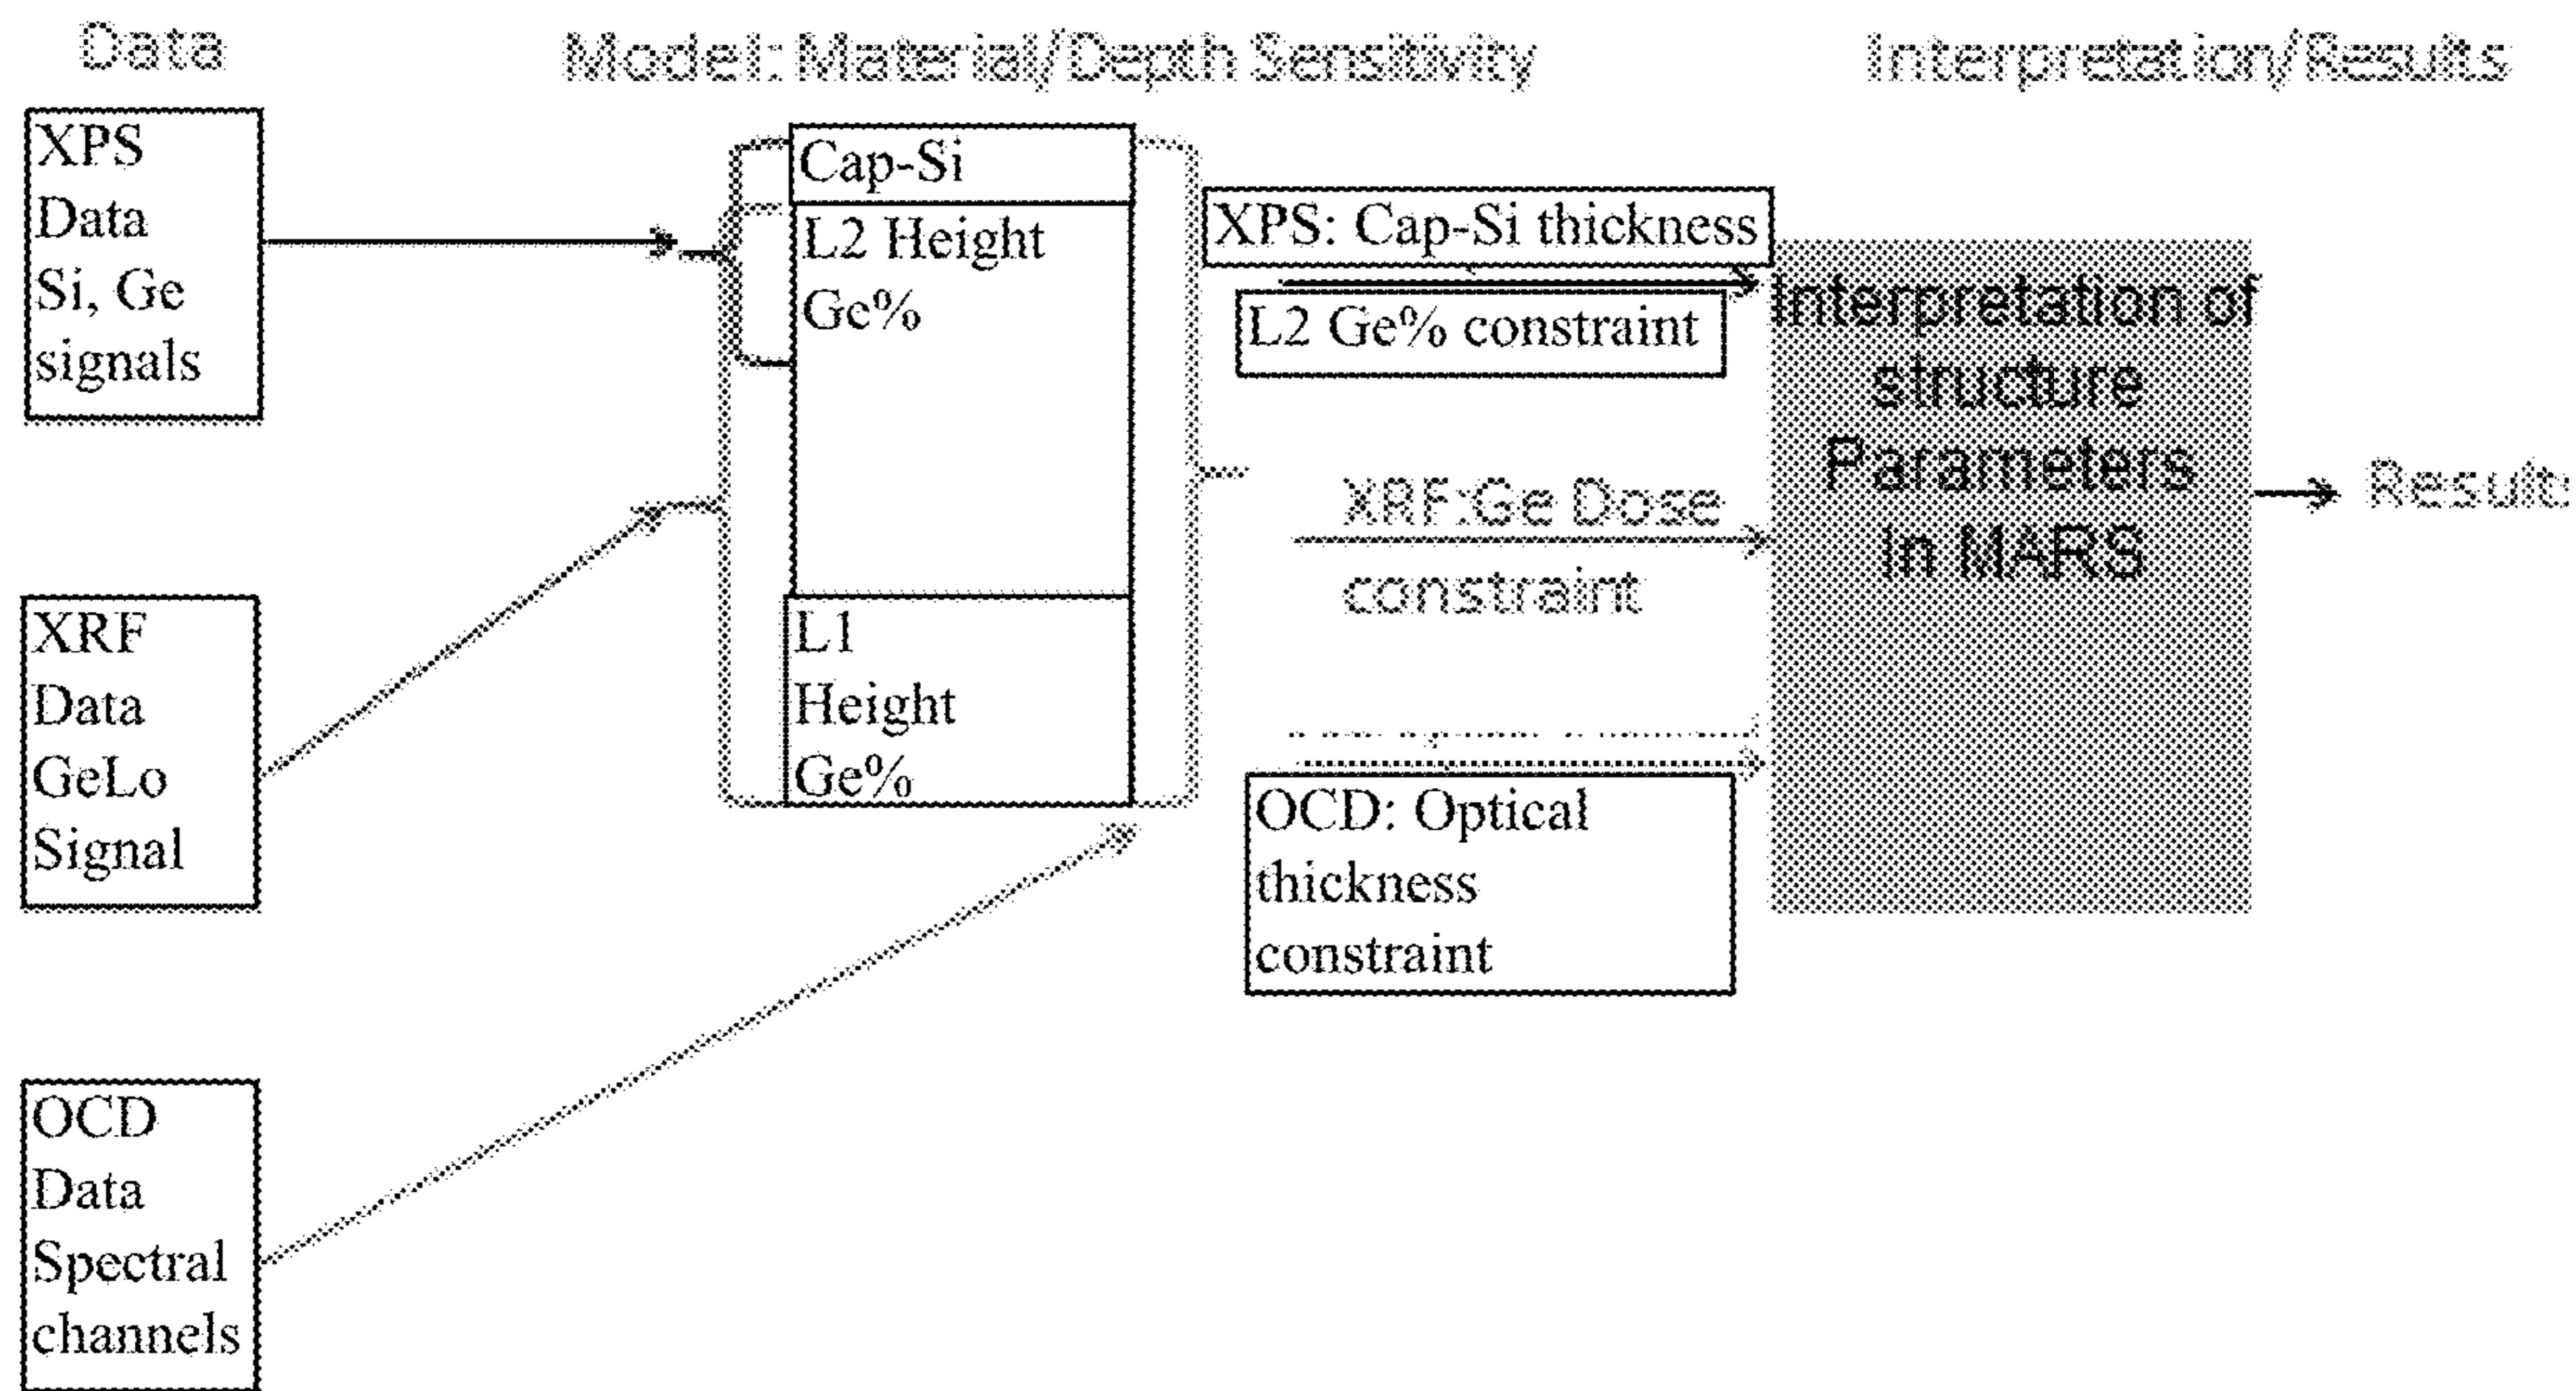 Data
Model: Material/Depth Sensitivity
Interpretation/Results
XPS
Data
Si, Ge
signals
XRF
Data
GeLo
Signal
OCD
Data
Spectral
channels
Cap-Si
L2 Height
Ge%
L1
Height
Ge%
XPS: Cap-Si thickness
L2 Ge% constraint
XRF:Ge Dose
constraint
OCD: Optical
thickness
constraint
Interpretation of
structure
Parameters
In MARS
Result